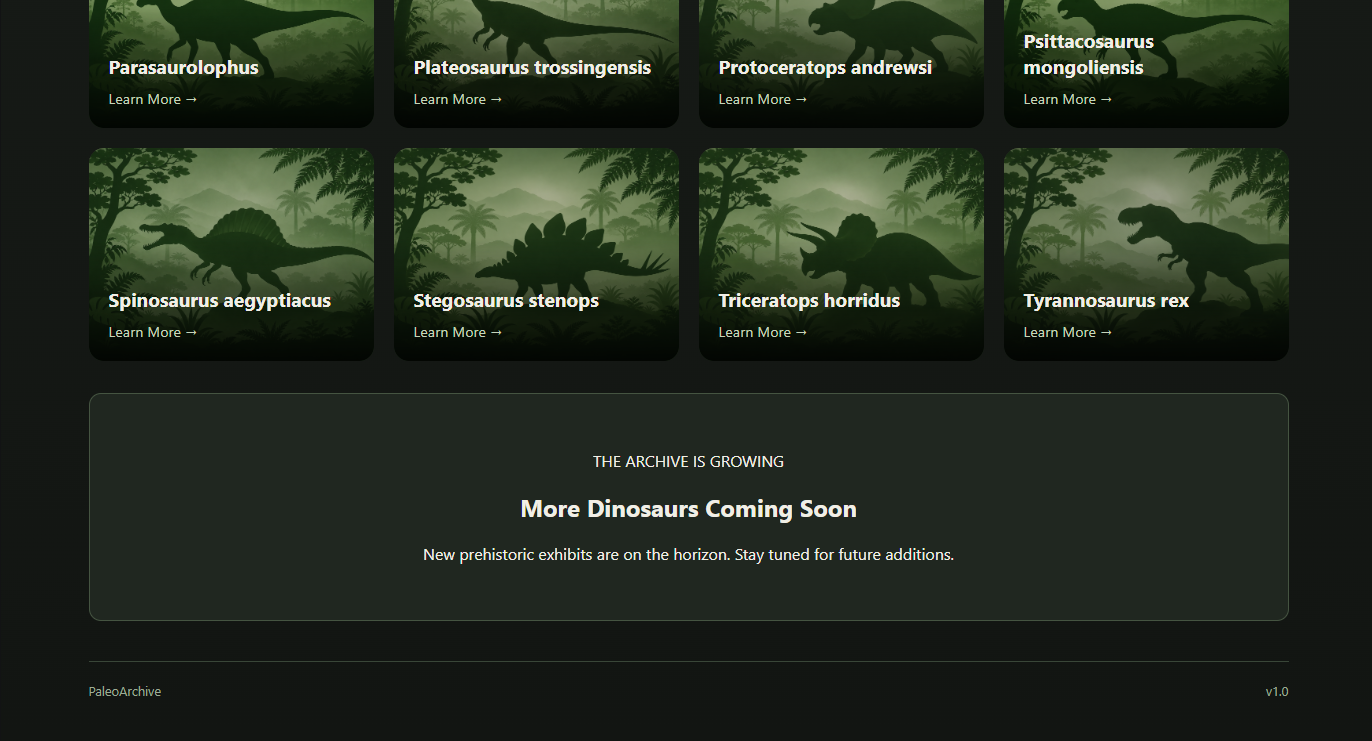 Parasaurolophus
Plateosaurus trossingensis
Protoceratops andrewsi
Psittacosaurus
mongoliensis
Learn More →
Learn More →
Learn More →
Learn More →
Spinosaurus aegyptiacus
Stegosaurus stenops
Triceratops horridus
Tyrannosaurus rex
Learn More →
Learn More →
Learn More →
Learn More →
THE ARCHIVE IS GROWING
More Dinosaurs Coming Soon
New prehistoric exhibits are on the horizon. Stay tuned for future additions.
PaleoArchive
v1.0